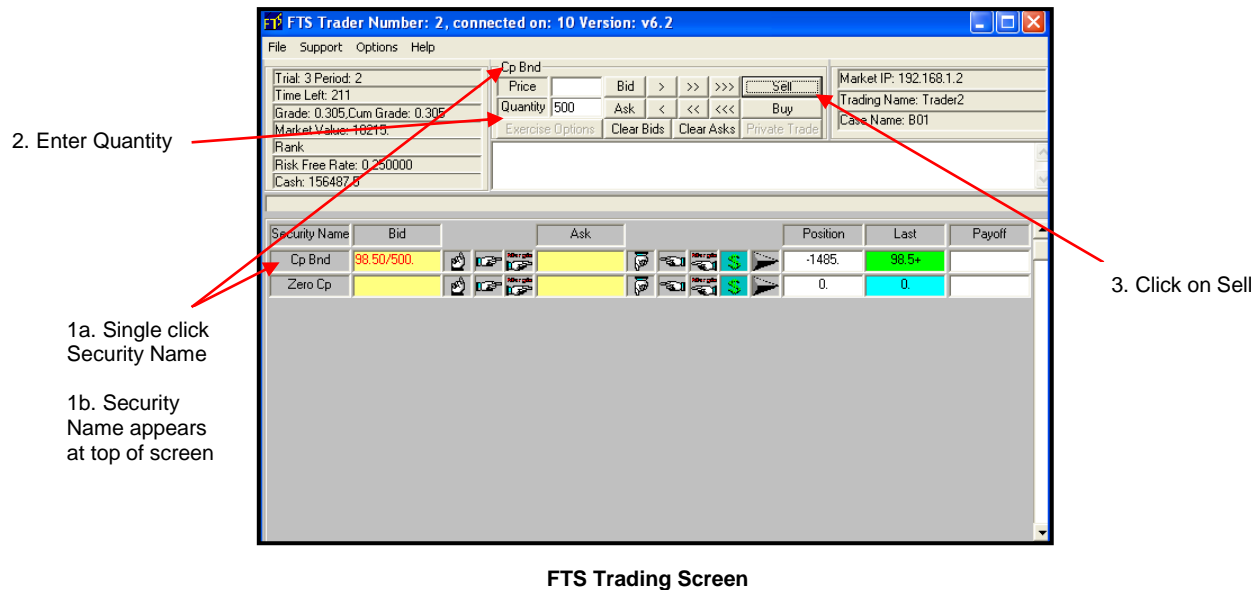 FTS Trader Number: 2, connected on: 10 Version: v6.2
File Support Options Help
Trial: 3 Period: 2
Time Left: 211
Grade: 0.305,Cum Grade: 0.305
Market Value: 10215.
Rank
Risk Free Rate: 0.250000
Cash: 156487.5
Cp Bnd
Price Bid > >> >>> Sell
Quantity 500 Ask < << <<< Buy
Exercise Options Clear Bids Clear Asks Private Trade
Market IP: 192.168.1.2
Trading Name: Trader2
Case Name: B01
2. Enter Quantity
Security Name Bid Ask Position Last Payoff
Cp Bnd 98.50/500. Margin Margin $ -1485. 98.5+
Zero Cp Margin Margin $ 0. 0.
3. Click on Sell
1a. Single click
Security Name
1b. Security
Name appears
at top of screen
FTS Trading Screen